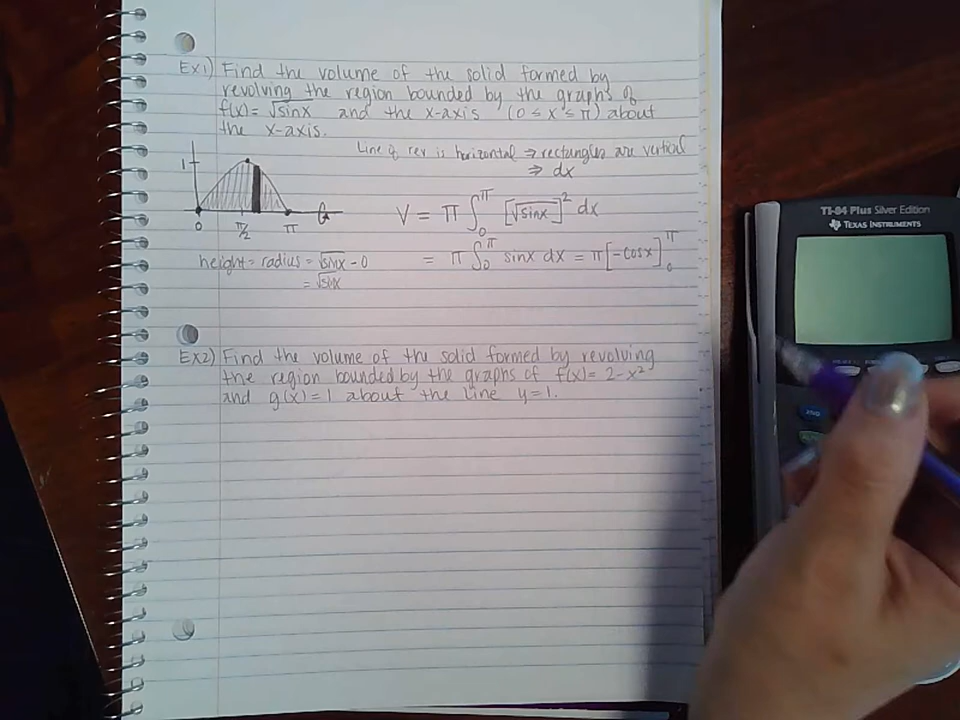 Ex1) Find the volume of the solid formed by
revolving the region bounded by the graphs of
f(x) = √sinx and the x-axis (0 ≤ x ≤ π) about
the x-axis.
Line of rev is horizontal ⇒ rectangles are vertical
⇒ dx
1
0 π/2 π
V = π ∫₀^π [√sinx]² dx
= π ∫₀^π sinx dx = π[-cosx]₀^π
height = radius = √sinx - 0
= √sinx
Ex2) Find the volume of the solid formed by revolving
the region bounded by the graphs of f(x) = 2-x²
and g(x) = 1 about the line y=1.
TI-84 Plus Silver Edition
TEXAS INSTRUMENTS
2ND